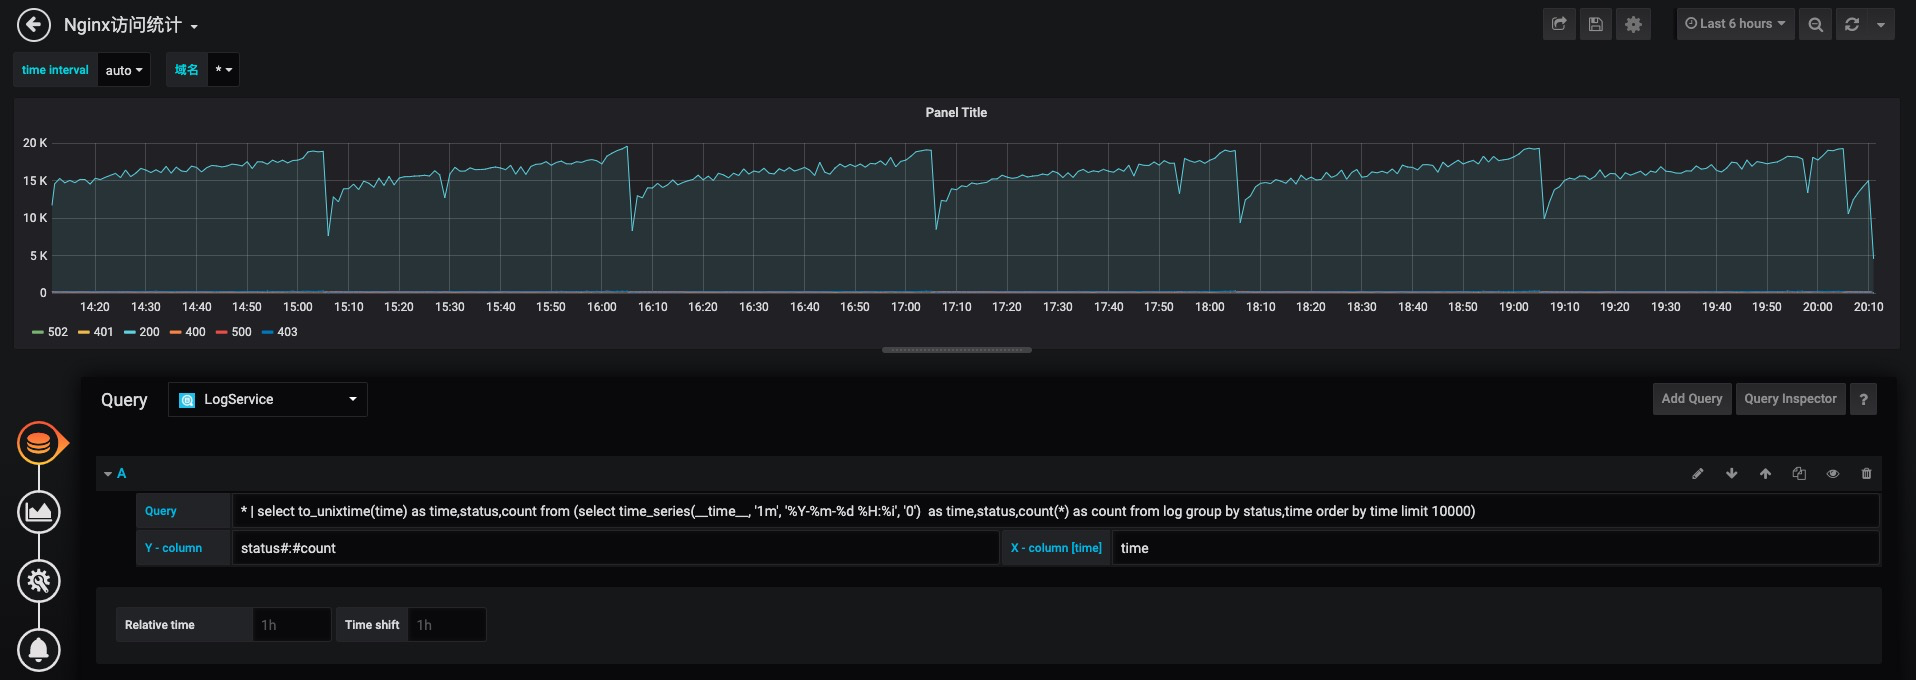 Nginx访问统计
Last 6 hours
time interval auto 域名 *
Panel Title
20 K
15 K
10 K
5 K
0
14:20 14:30 14:40 14:50 15:00 15:10 15:20 15:30 15:40 15:50 16:00 16:10 16:20 16:30 16:40 16:50 17:00 17:10 17:20 17:30 17:40 17:50 18:00 18:10 18:20 18:30 18:40 18:50 19:00 19:10 19:20 19:30 19:40 19:50 20:00 20:10
502 401 200 400 500 403
Query LogService Add Query Query Inspector ?
A
Query * | select to_unixtime(time) as time,status,count from (select time_series(__time__, '1m', '%Y-%m-%d %H:%i', '0')  as time,status,count(*) as count from log group by status,time order by time limit 10000)
Y - column status#:#count X - column [time] time
Relative time 1h Time shift 1h